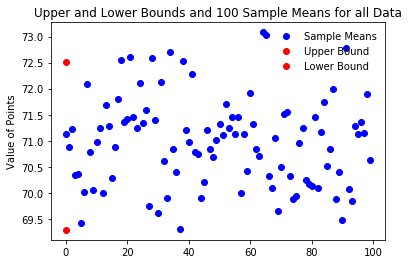 Upper and Lower Bounds and 100 Sample Means for all Data
Value of Points
73.0
72.5
72.0
71.5
71.0
70.5
70.0
69.5
0
20
40
60
80
100
Sample Means
Upper Bound
Lower Bound